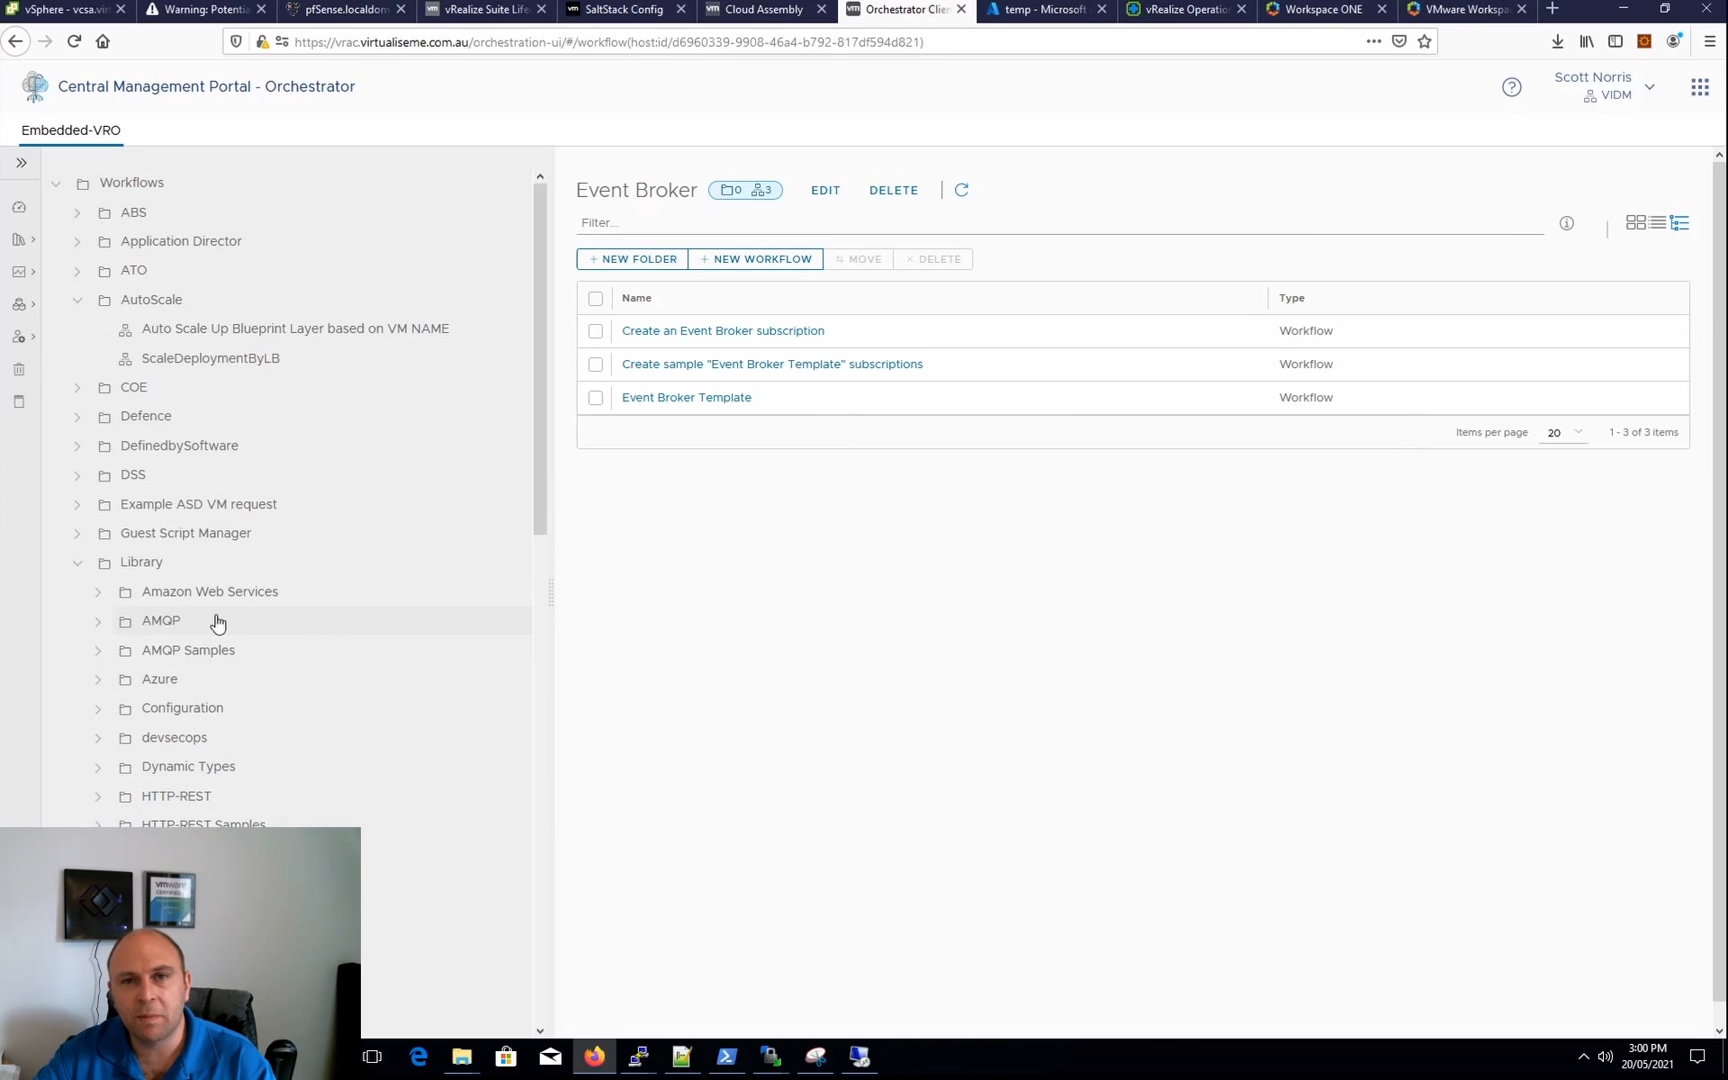 vSphere - vcsa.vir
Warning: Potentia
pfSense.localdom
vRealize Suite Life
SaltStack Config
Cloud Assembly
Orchestrator Clien
temp - Microsoft
vRealize Operation
Workspace ONE
VMware Workspa
https://vrac.virtualiseme.com.au/orchestration-ui/#/workflow(host:id/d6960339-9908-46a4-b792-817df594d821)
Central Management Portal - Orchestrator
Scott Norris
VIDM
Embedded-VRO
Workflows
ABS
Application Director
ATO
AutoScale
Auto Scale Up Blueprint Layer based on VM NAME
ScaleDeploymentByLB
COE
Defence
DefinedbySoftware
DSS
Example ASD VM request
Guest Script Manager
Library
Amazon Web Services
AMQP
AMQP Samples
Azure
Configuration
devsecops
Dynamic Types
HTTP-REST
HTTP-REST Samples
Event Broker 0 3 EDIT DELETE
Filter...
+ NEW FOLDER + NEW WORKFLOW MOVE × DELETE
Name Type
Create an Event Broker subscription Workflow
Create sample "Event Broker Template" subscriptions Workflow
Event Broker Template Workflow
Items per page 20 1 - 3 of 3 items
vmware
CERTIFIED
3:00 PM
20/05/2021